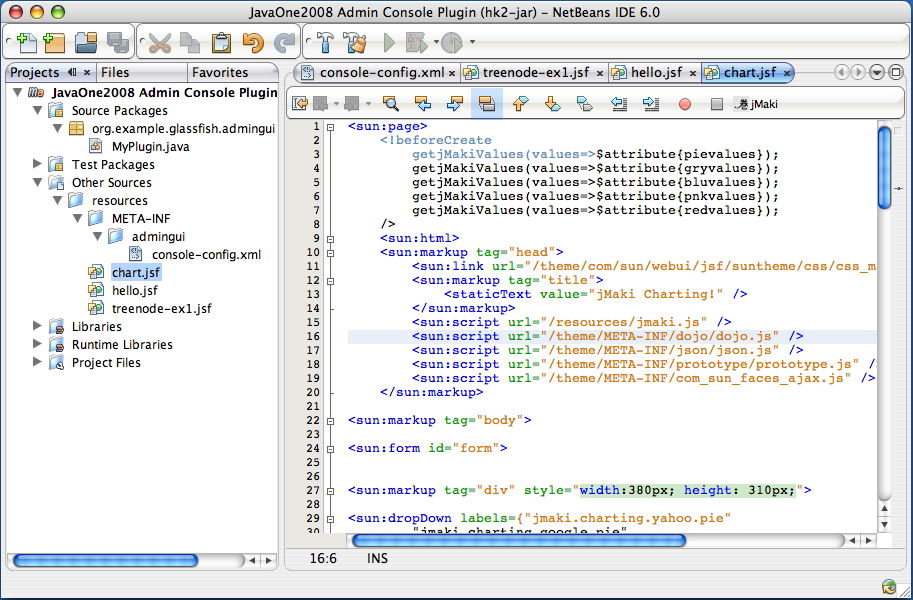 JavaOne2008 Admin Console Plugin (hk2-jar) – NetBeans IDE 6.0
Projects
Files
Favorites
JavaOne2008 Admin Console Plugin
Source Packages
org.example.glassfish.admingui
MyPlugin.java
Test Packages
Other Sources
resources
META-INF
admingui
console-config.xml
chart.jsf
hello.jsf
treenode-ex1.jsf
Libraries
Runtime Libraries
Project Files
console-config.xml
treenode-ex1.jsf
hello.jsf
chart.jsf
jMaki
1 <sun:page>
2 <!beforeCreate
3 getjMakiValues(values=>$attribute{pievalues});
4 getjMakiValues(values=>$attribute{gryvalues});
5 getjMakiValues(values=>$attribute{bluvalues});
6 getjMakiValues(values=>$attribute{pnkvalues});
7 getjMakiValues(values=>$attribute{redvalues});
8 />
9 <sun:html>
10 <sun:markup tag="head">
11 <sun:link url="/theme/com/sun/webui/jsf/suntheme/css/css_m
12 <sun:markup tag="title">
13 <staticText value="jMaki Charting!" />
14 </sun:markup>
15 <sun:script url="/resources/jmaki.js" />
16 <sun:script url="/theme/META-INF/dojo/dojo.js" />
17 <sun:script url="/theme/META-INF/json/json.js" />
18 <sun:script url="/theme/META-INF/prototype/prototype.js" /
19 <sun:script url="/theme/META-INF/com_sun_faces_ajax.js" />
20 </sun:markup>
21
22 <sun:markup tag="body">
23
24 <sun:form id="form">
25
26
27 <sun:markup tag="div" style="width:380px; height: 310px;">
28
29 <sun:dropDown labels={"jmaki.charting.yahoo.pie"
30 "jmaki.charting.google.pie"
16:6
INS